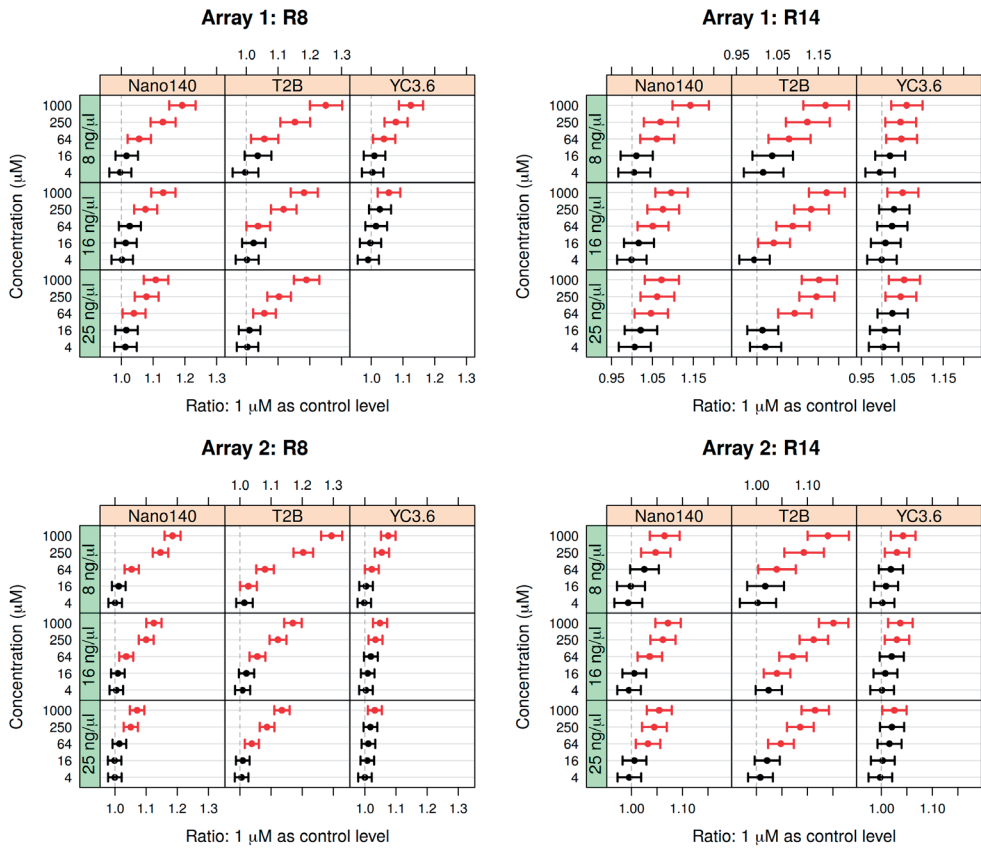 Array 1: R8
1.0 1.1 1.2 1.3
Nano140 T2B YC3.6
Concentration (μM)
8 ng/μl
1000
250
64
16
4
16 ng/μl
1000
250
64
16
4
25 ng/μl
1000
250
64
16
4
1.0 1.1 1.2 1.3 1.0 1.1 1.2 1.3
Ratio: 1 μM as control level
Array 1: R14
0.95 1.05 1.15
Nano140 T2B YC3.6
Concentration (μM)
8 ng/μl
1000
250
64
16
4
16 ng/μl
1000
250
64
16
4
25 ng/μl
1000
250
64
16
4
0.95 1.05 1.15 0.95 1.05 1.15
Ratio: 1 μM as control level
Array 2: R8
1.0 1.1 1.2 1.3
Nano140 T2B YC3.6
Concentration (μM)
8 ng/μl
1000
250
64
16
4
16 ng/μl
1000
250
64
16
4
25 ng/μl
1000
250
64
16
4
1.0 1.1 1.2 1.3 1.0 1.1 1.2 1.3
Ratio: 1 μM as control level
Array 2: R14
1.00 1.10
Nano140 T2B YC3.6
Concentration (μM)
8 ng/μl
1000
250
64
16
4
16 ng/μl
1000
250
64
16
4
25 ng/μl
1000
250
64
16
4
1.00 1.10 1.00 1.10
Ratio: 1 μM as control level